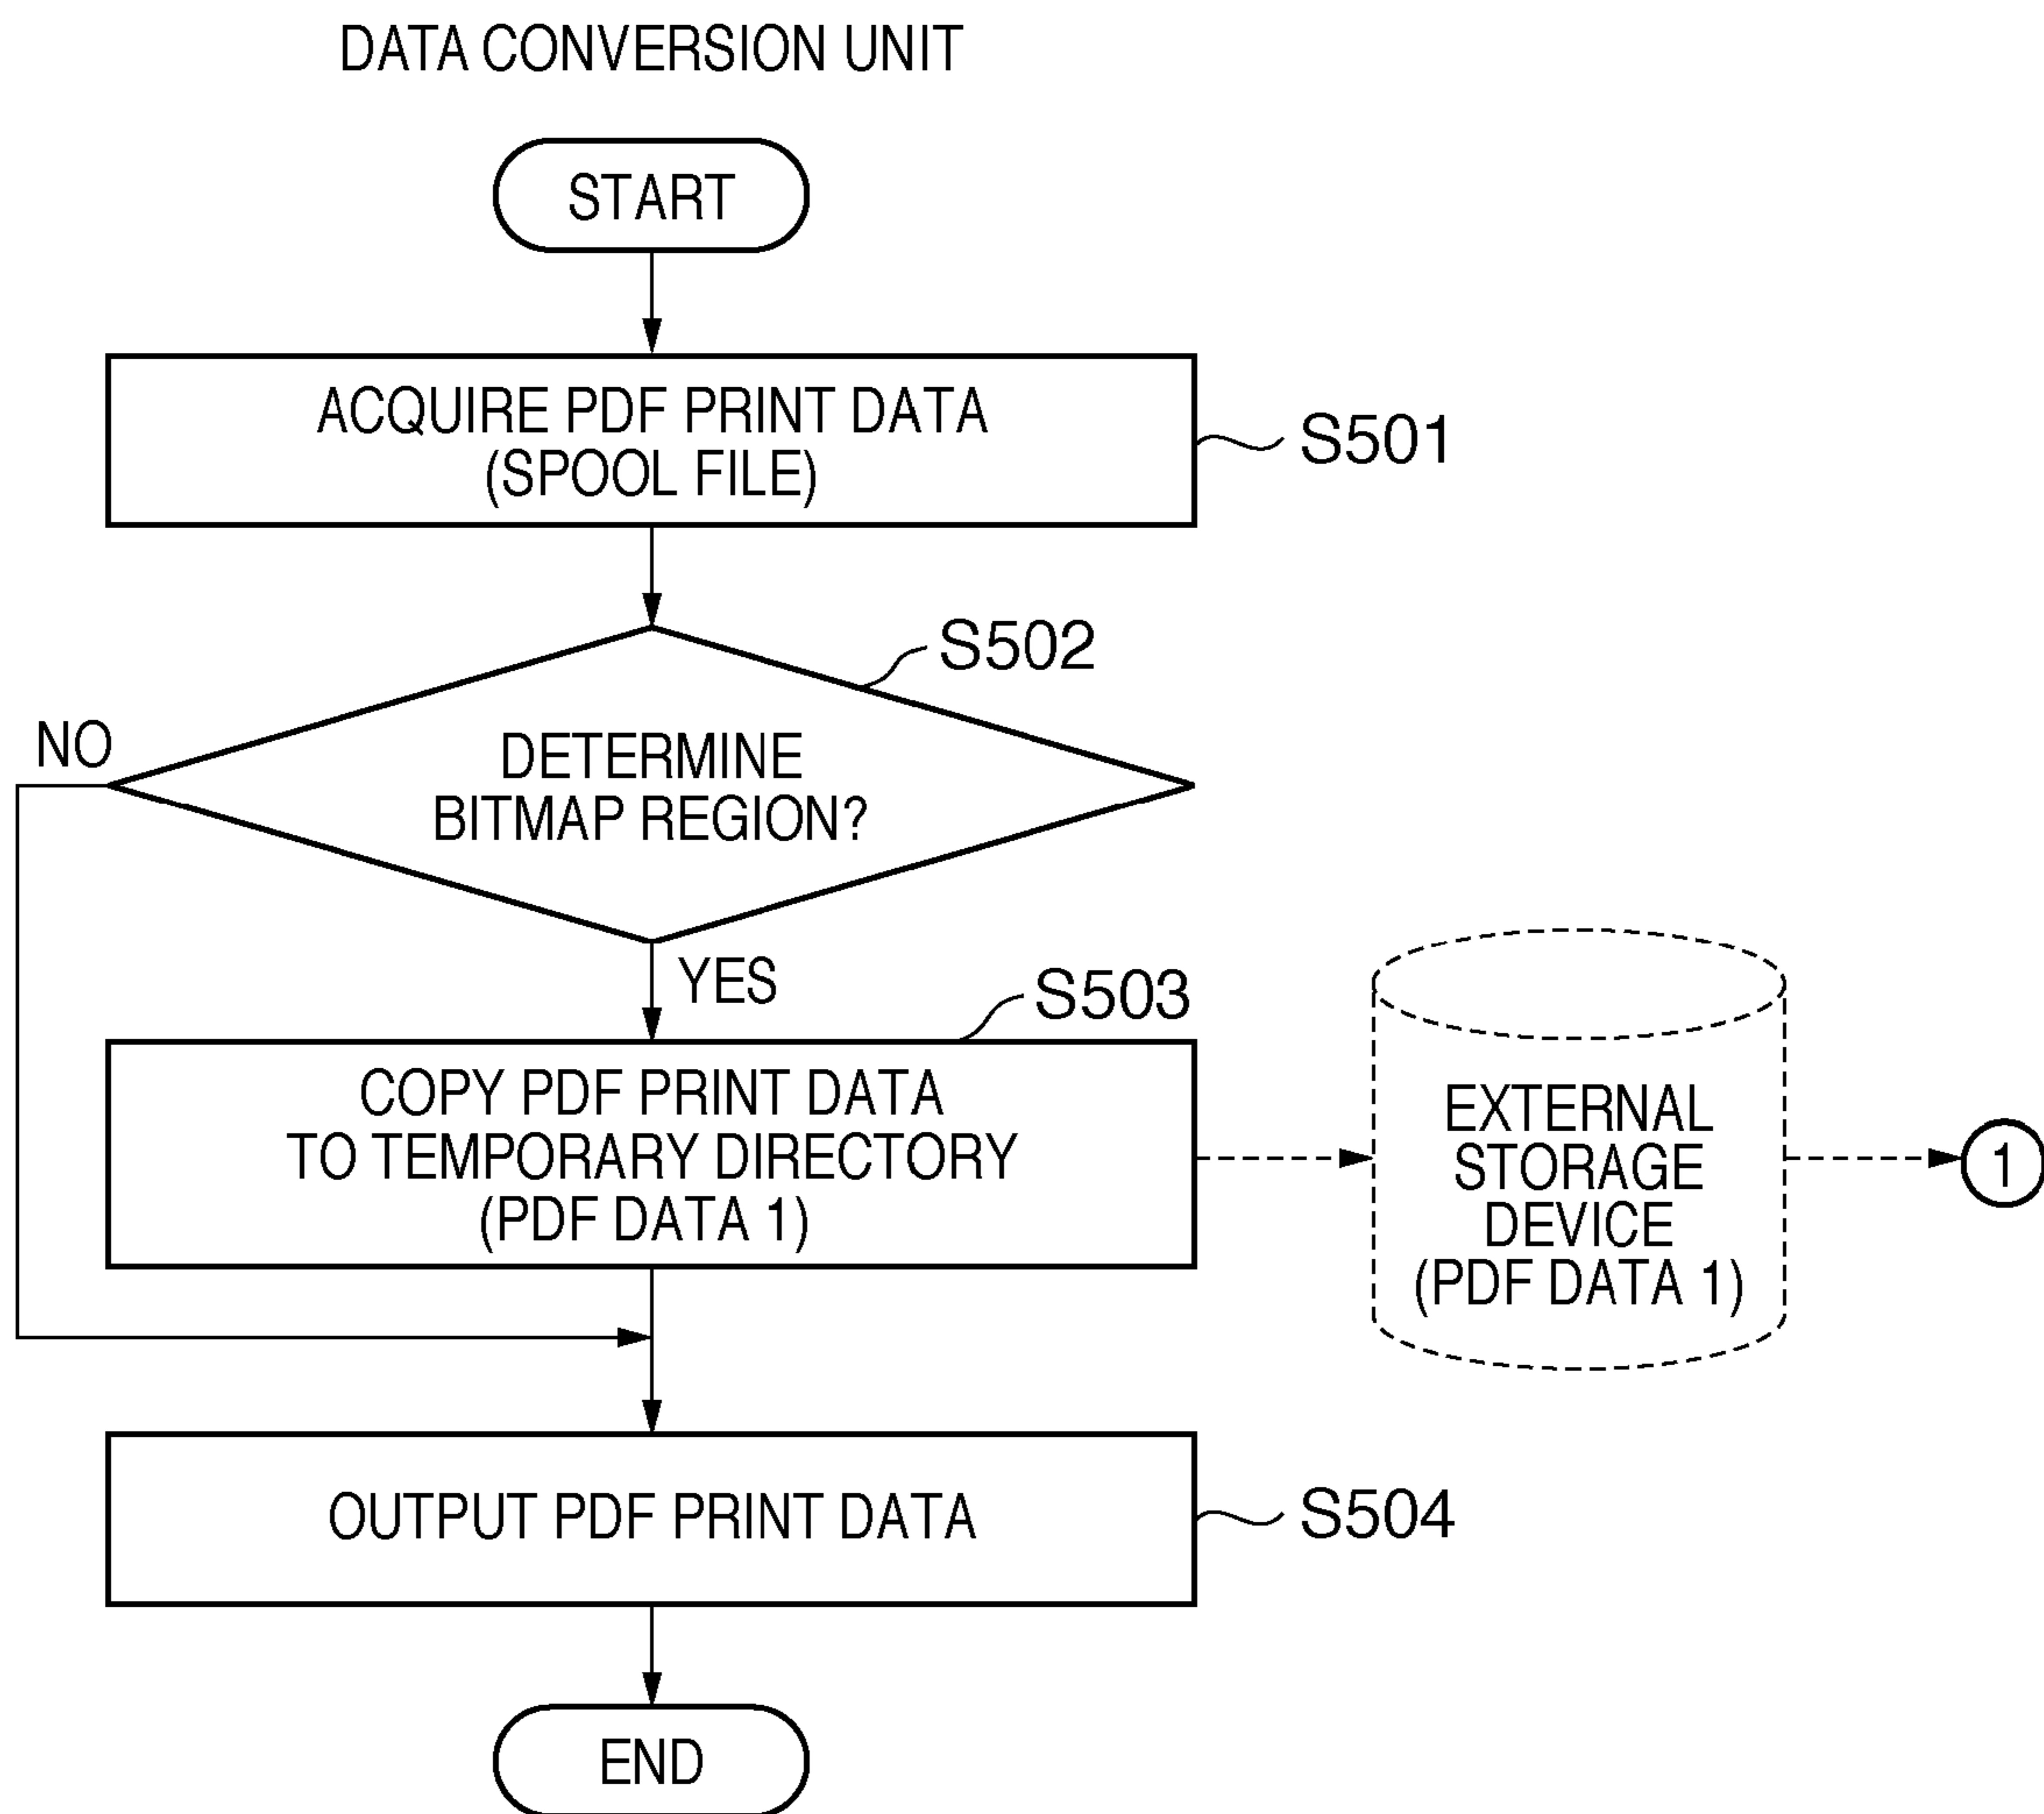 DATA CONVERSION UNIT
START
ACQUIRE PDF PRINT DATA
(SPOOL FILE)
S501
S502
NO
DETERMINE
BITMAP REGION?
YES
S503
COPY PDF PRINT DATA
TO TEMPORARY DIRECTORY
(PDF DATA 1)
EXTERNAL
STORAGE
DEVICE
(PDF DATA 1)
1
OUTPUT PDF PRINT DATA
S504
END